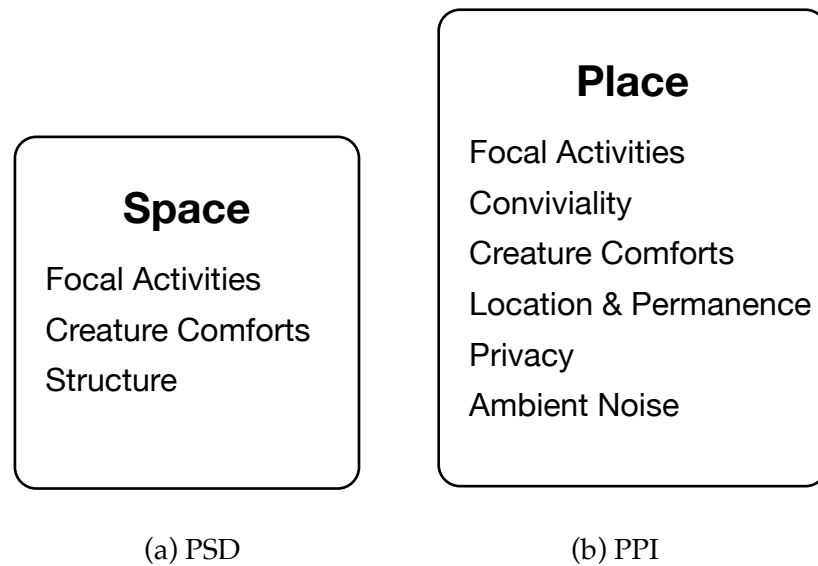 Space
Focal Activities
Creature Comforts
Structure
(a) PSD
Place
Focal Activities
Conviviality
Creature Comforts
Location & Permanence
Privacy
Ambient Noise
(b) PPI